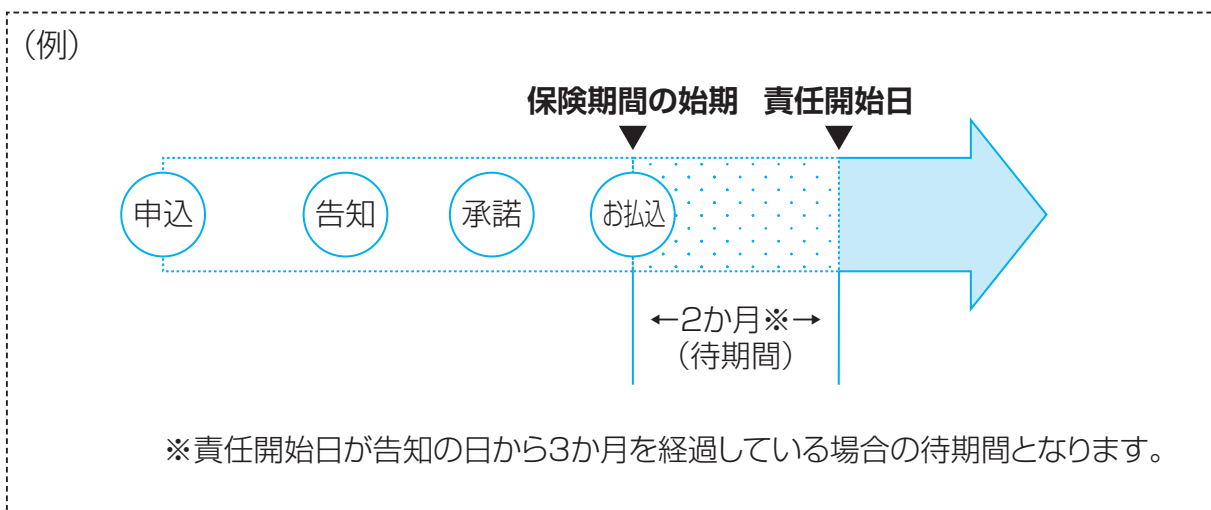 （例）
保険期間の始期 責任開始日
▼ ▼
申込 告知 承諾 お払込
←2か月※→
（待期間）
※責任開始日が告知の日から3か月を経過している場合の待期間となります。